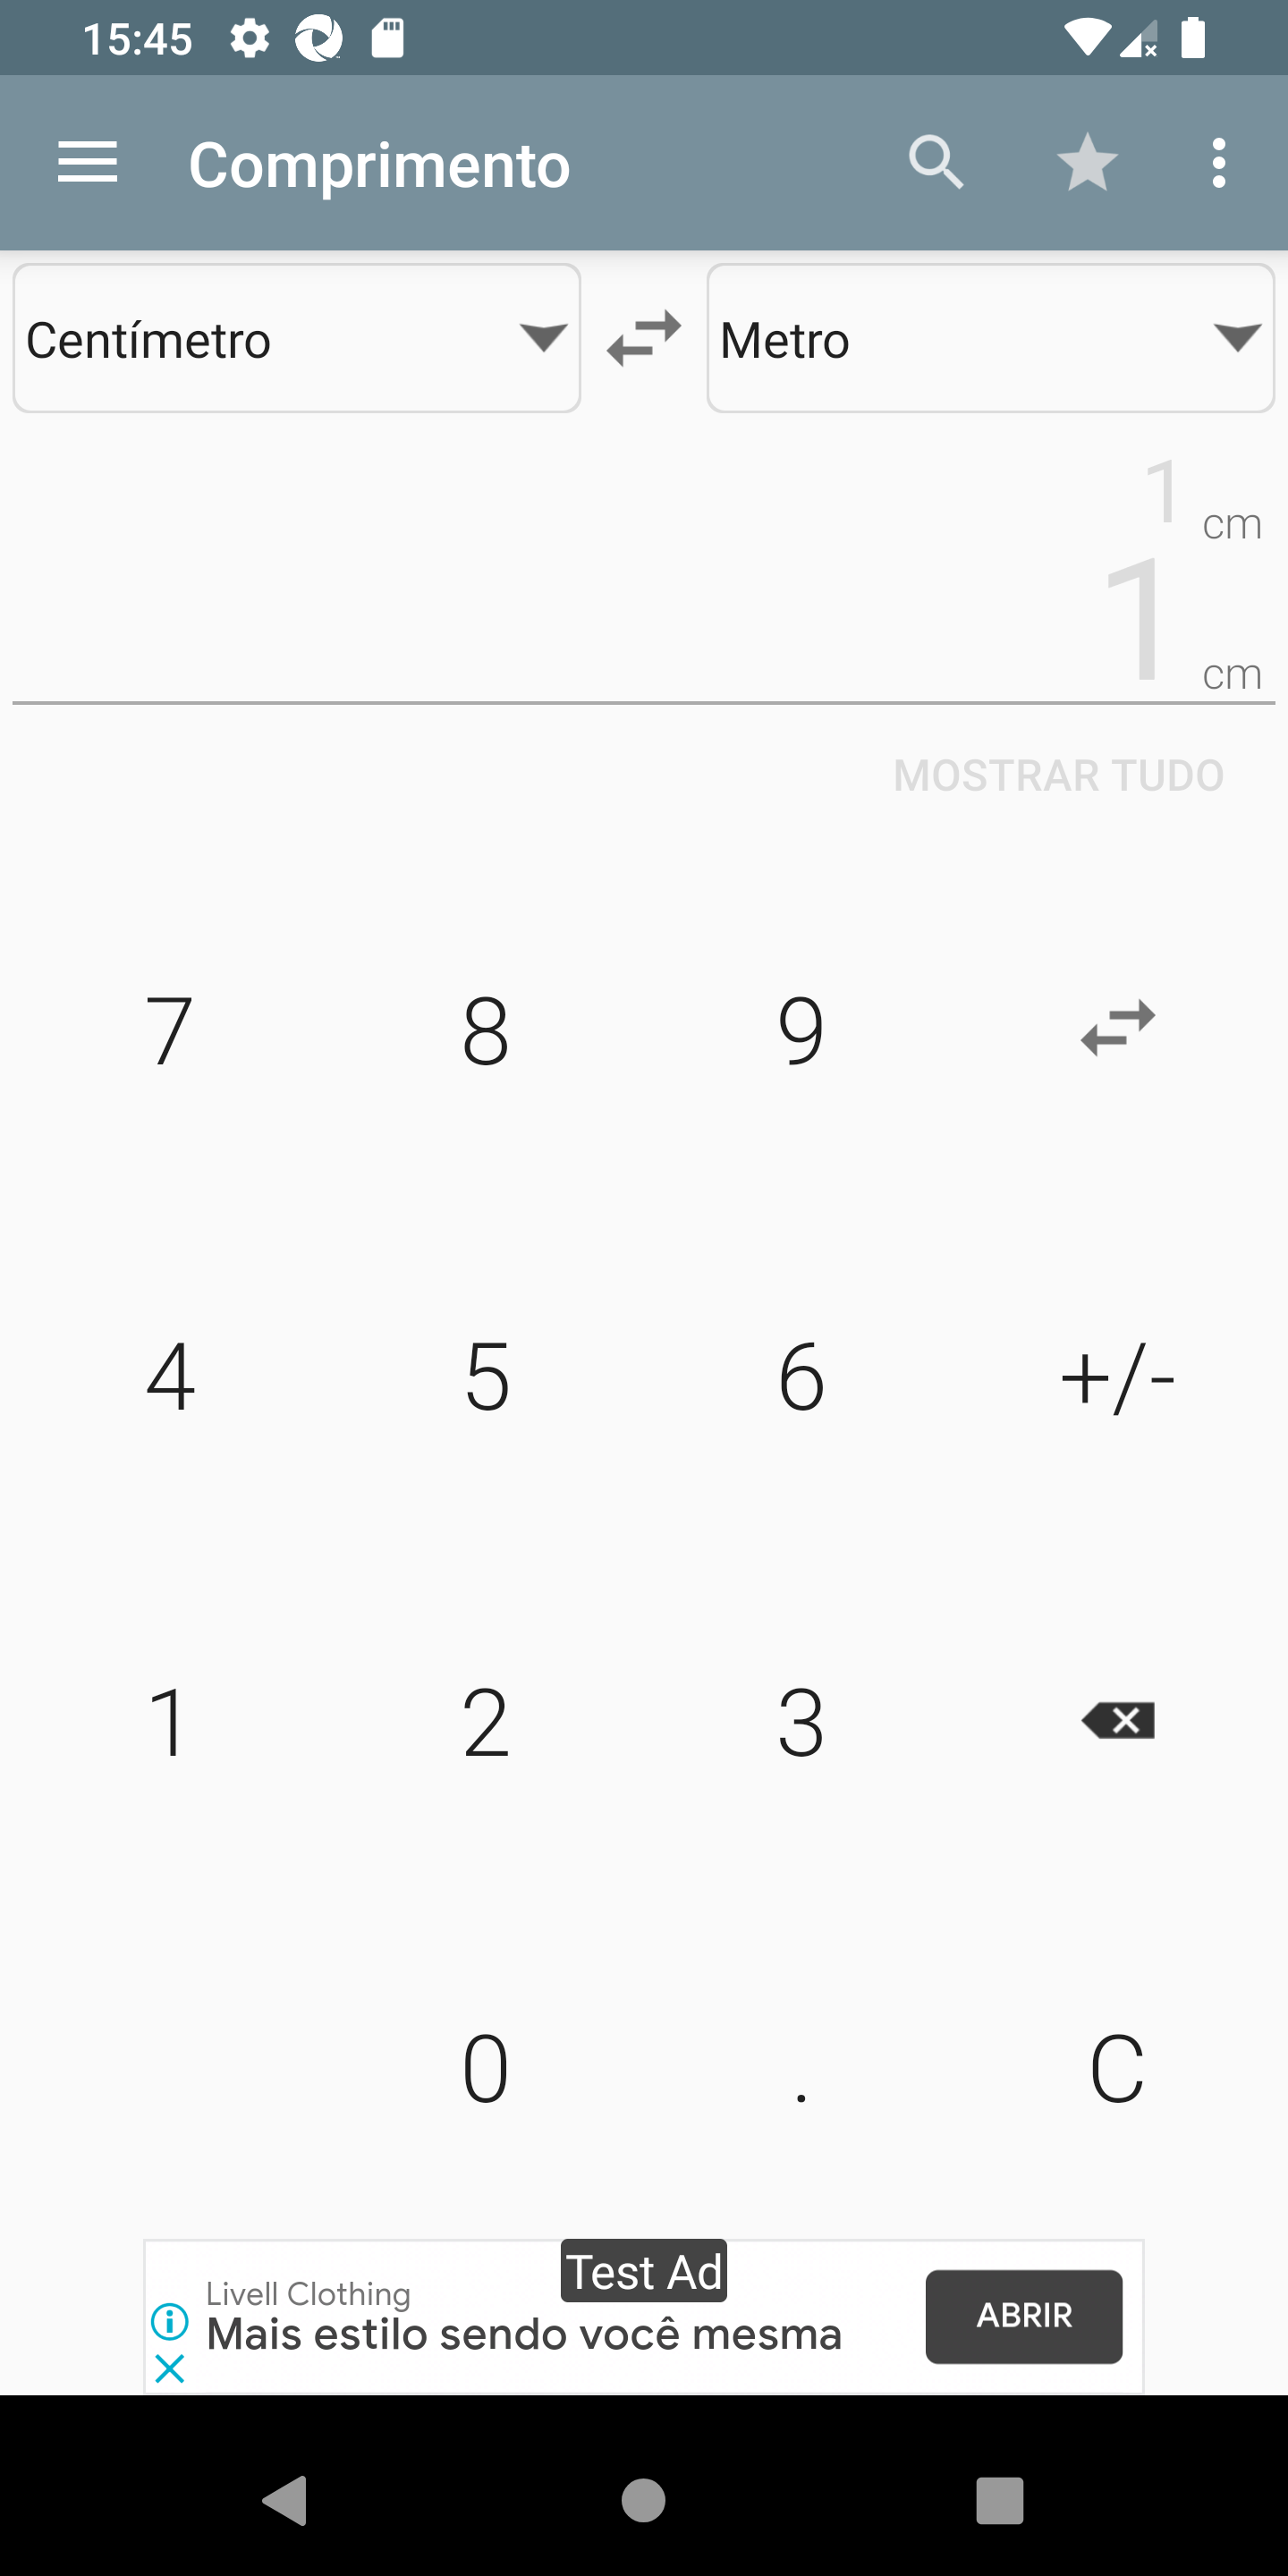 15:45
Comprimento
Centímetro Metro
1 cm
1 cm
MOSTRAR TUDO
7 8 9
4 5 6 +/-
1 2 3
0 . C
Test Ad
Livell Clothing
Mais estilo sendo você mesma
ABRIR